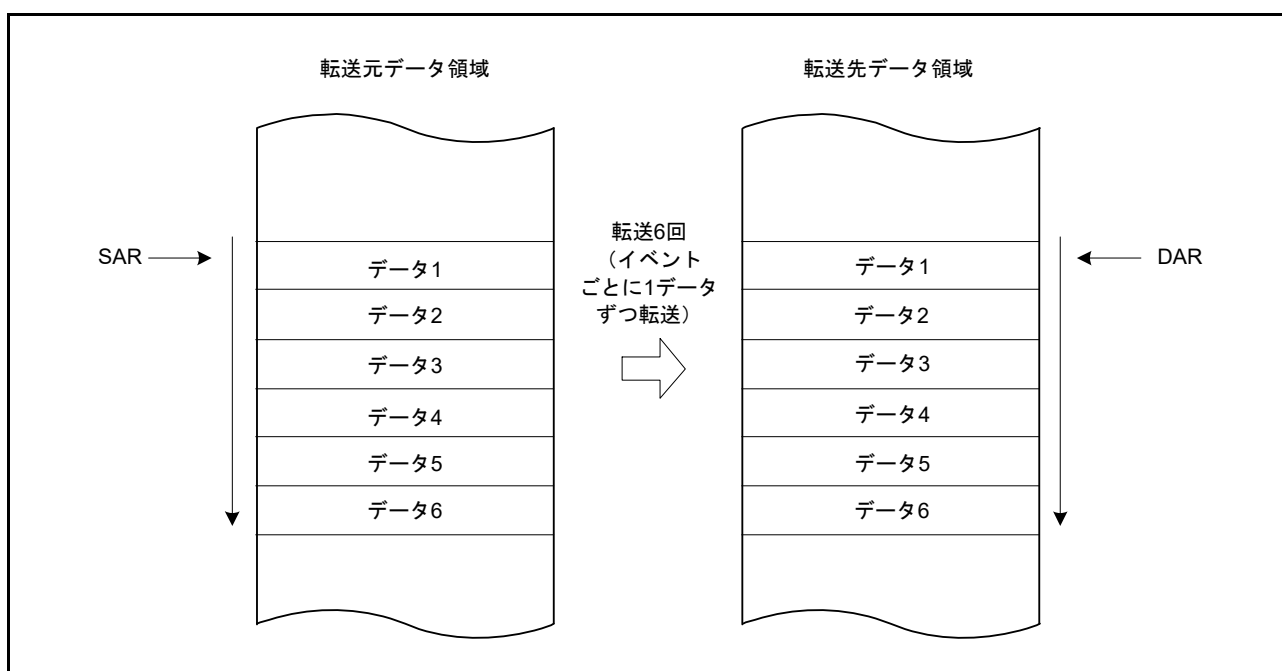 転送元データ領域
転送先データ領域
SAR
データ1
データ2
データ3
データ4
データ5
データ6
転送6回
（イベント
ごとに1データ
ずつ転送）
データ1
データ2
データ3
データ4
データ5
データ6
DAR